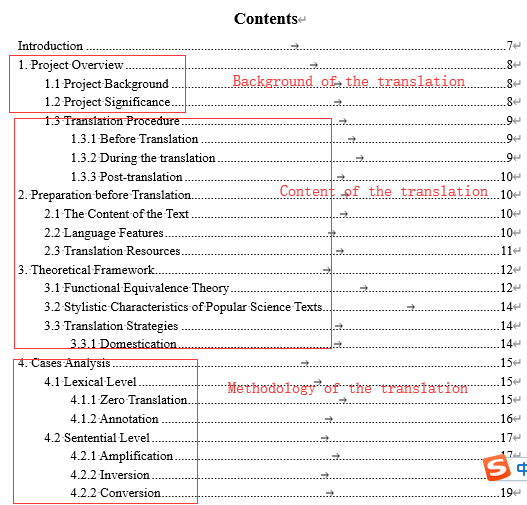 Contents
Introduction 7
1. Project Overview 8
1.1 Project Background 8
Background of the translation
1.2 Project Significance 8
1.3 Translation Procedure 9
1.3.1 Before Translation 9
1.3.2 During the translation 9
1.3.3 Post-translation 10
Content of the translation
2. Preparation before Translation 10
2.1 The Content of the Text 10
2.2 Language Features 10
2.3 Translation Resources 11
3. Theoretical Framework 12
3.1 Functional Equivalence Theory 12
3.2 Stylistic Characteristics of Popular Science Texts 14
3.3 Translation Strategies 14
3.3.1 Domestication 14
4. Cases Analysis 15
4.1 Lexical Level 15
Methodology of the translation
4.1.1 Zero Translation 15
4.1.2 Annotation 16
4.2 Sentential Level 17
4.2.1 Amplification 17
4.2.2 Inversion
4.2.2 Conversion 19
S